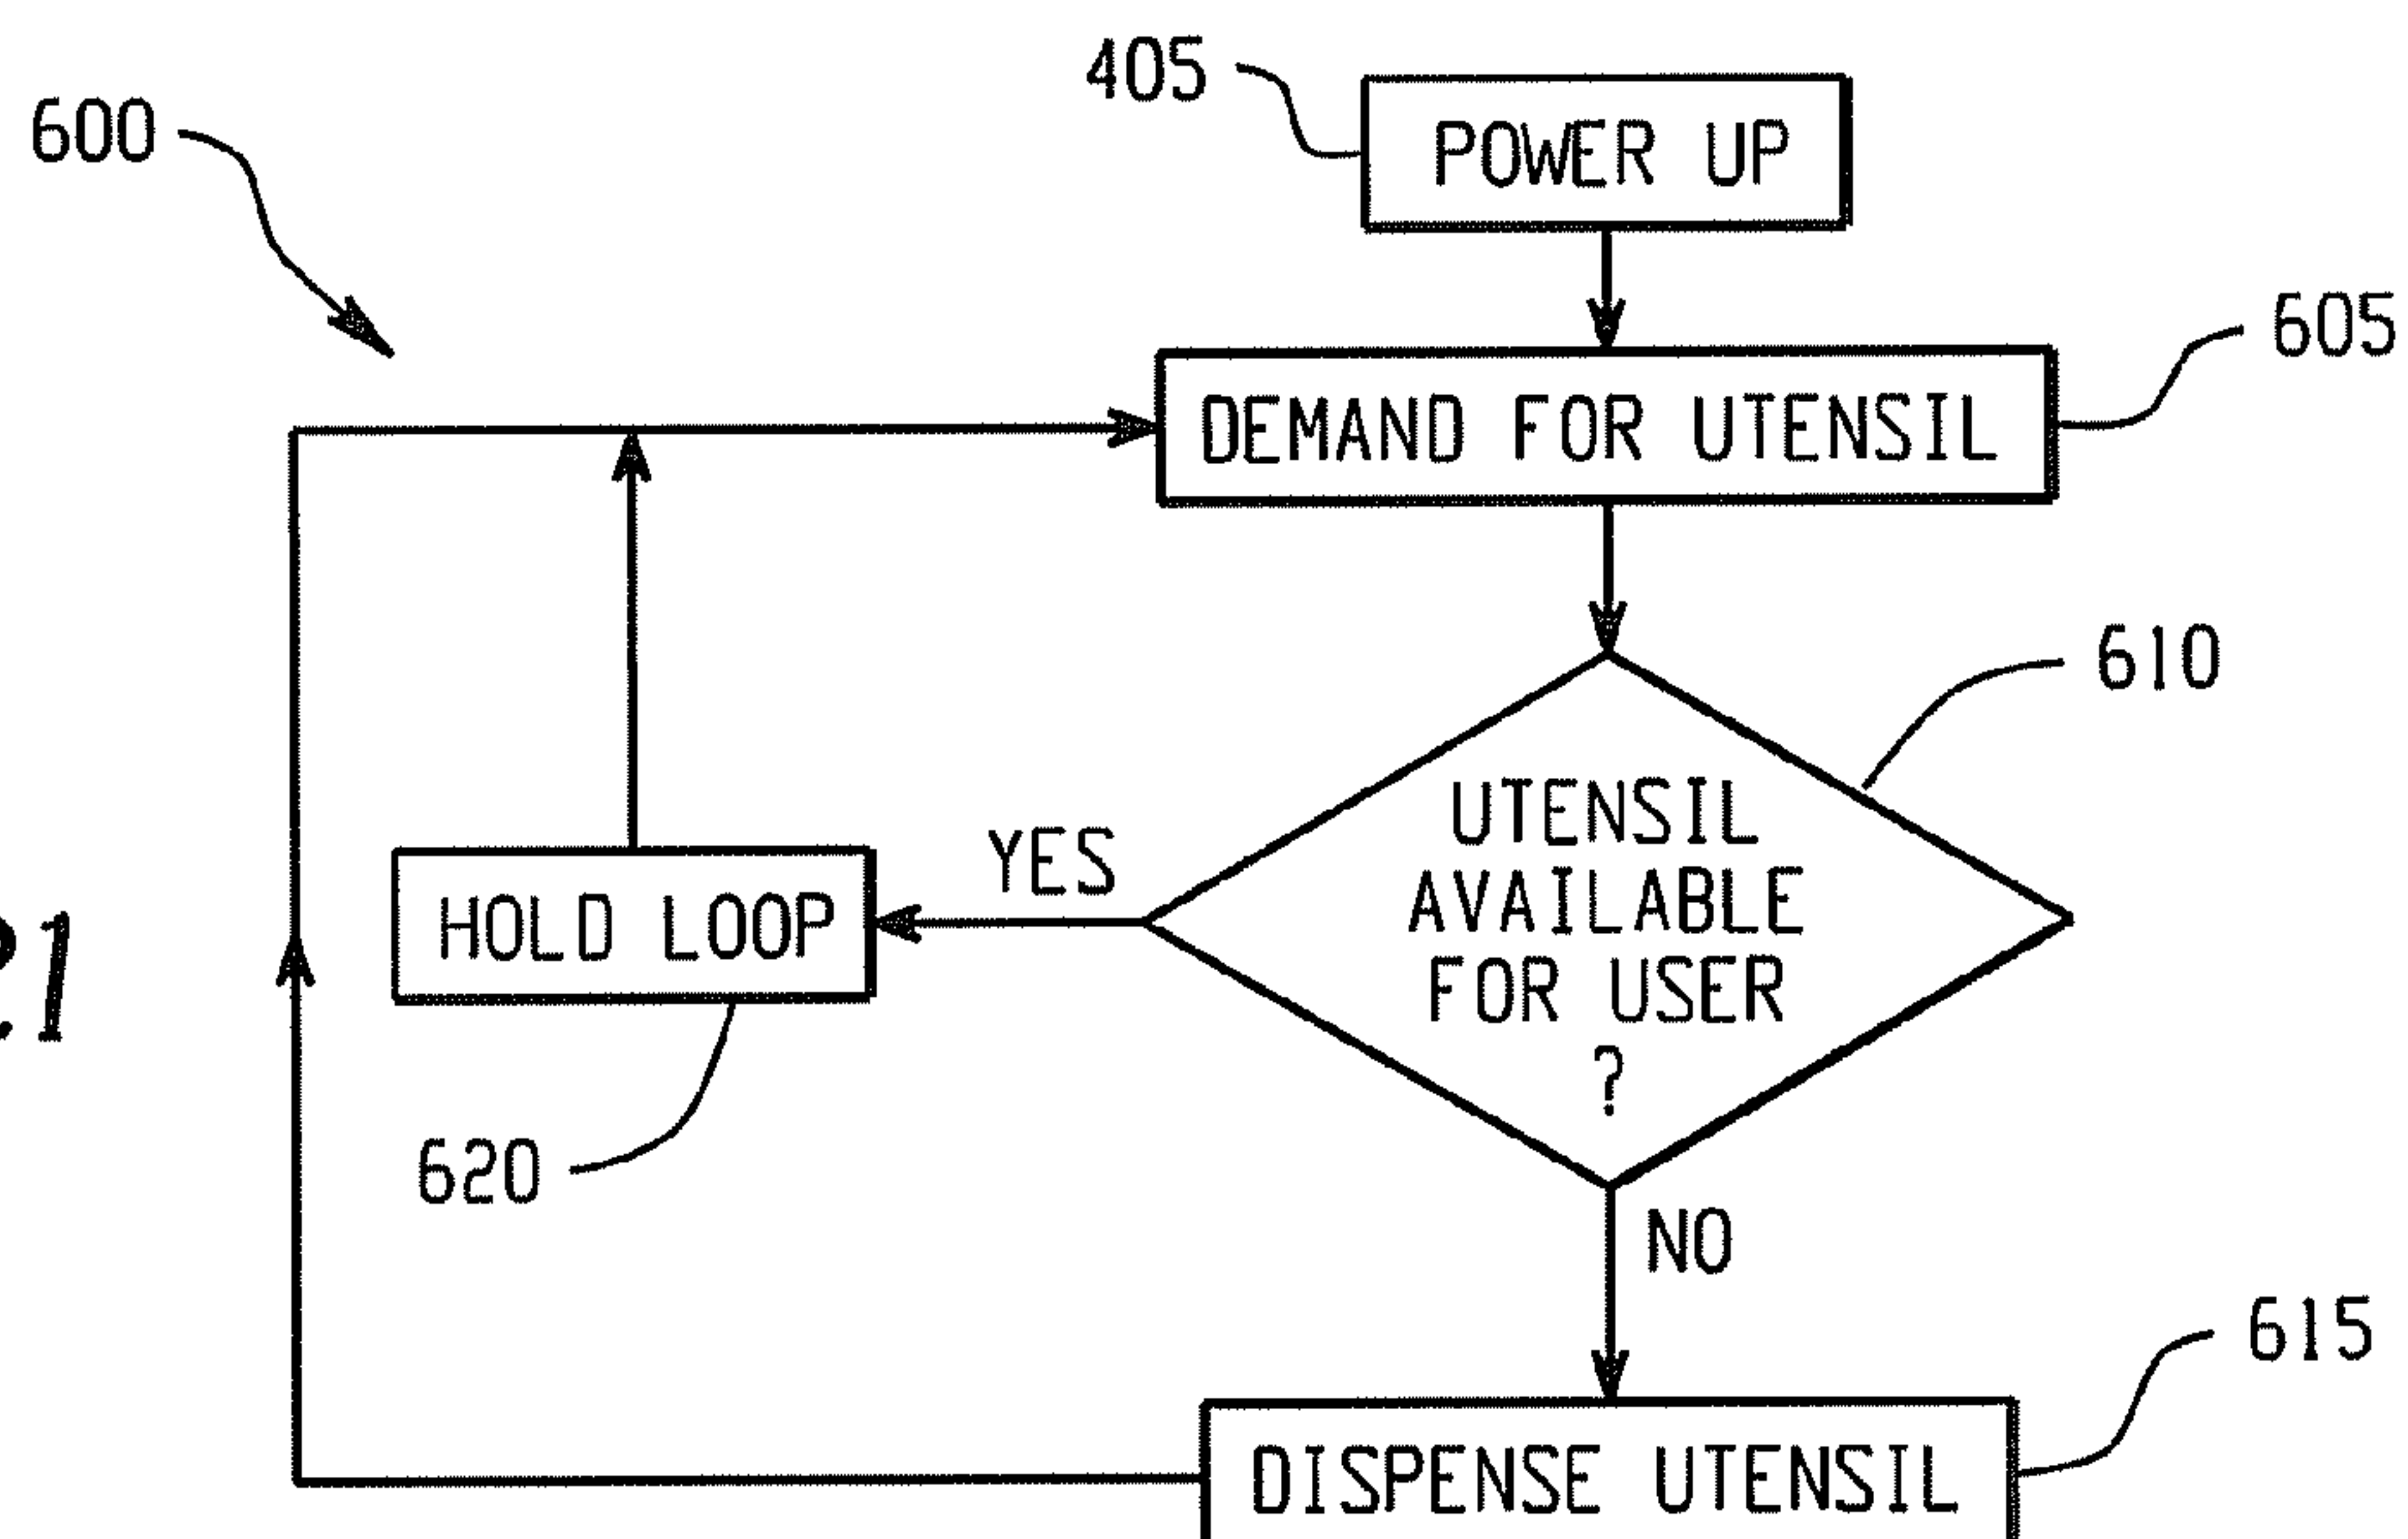 405
POWER UP
600
605
DEMAND FOR UTENSIL
610
UTENSIL
AVAILABLE
FOR USER
?
YES
HOLD LOOP
620
NO
615
DISPENSE UTENSIL